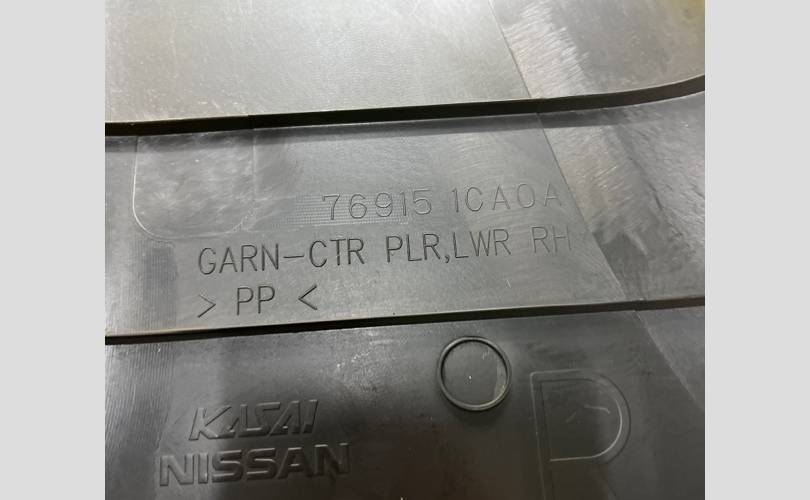 76915 1CA0A
GARN-CTR PLR,LWR RH
> PP <
KASAI
NISSAN
D